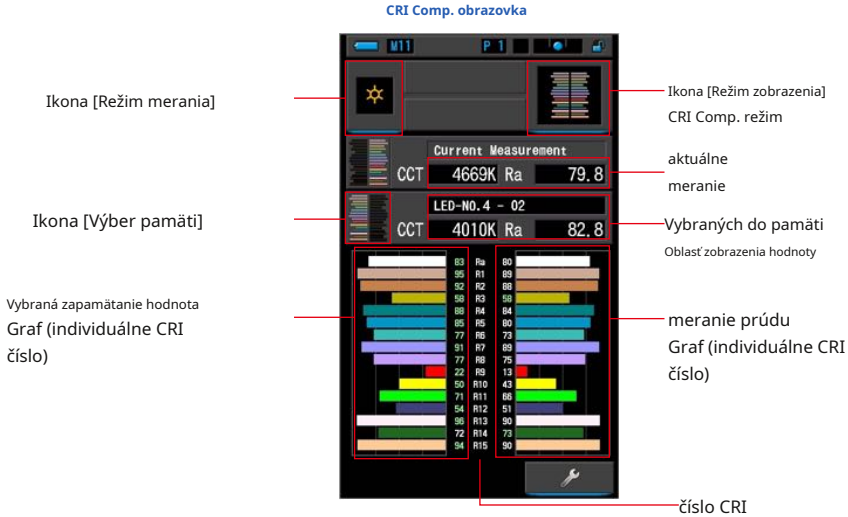 CRI Comp. obrazovka
M11 P 1
Ikona [Režim merania]
Ikona [Režim zobrazenia]
CRI Comp. režim
Current Measurement
CCT 4669K Ra 79.8
aktuálne
meranie
Ikona [Výber pamäti]
LED-NO.4 - 02
CCT 4010K Ra 82.8
Vybraných do pamäti
Oblasť zobrazenia hodnoty
83 Ra 80
95 R1 89
92 R2 88
58 R3 58
88 R4 84
85 R5 80
77 R6 73
91 R7 89
77 R8 75
22 R9 13
50 R10 43
71 R11 66
54 R12 51
96 R13 90
72 R14 73
94 R15 90
Vybraná zapamätanie hodnota
Graf (individuálne CRI
číslo)
meranie prúdu
Graf (individuálne CRI
číslo)
číslo CRI